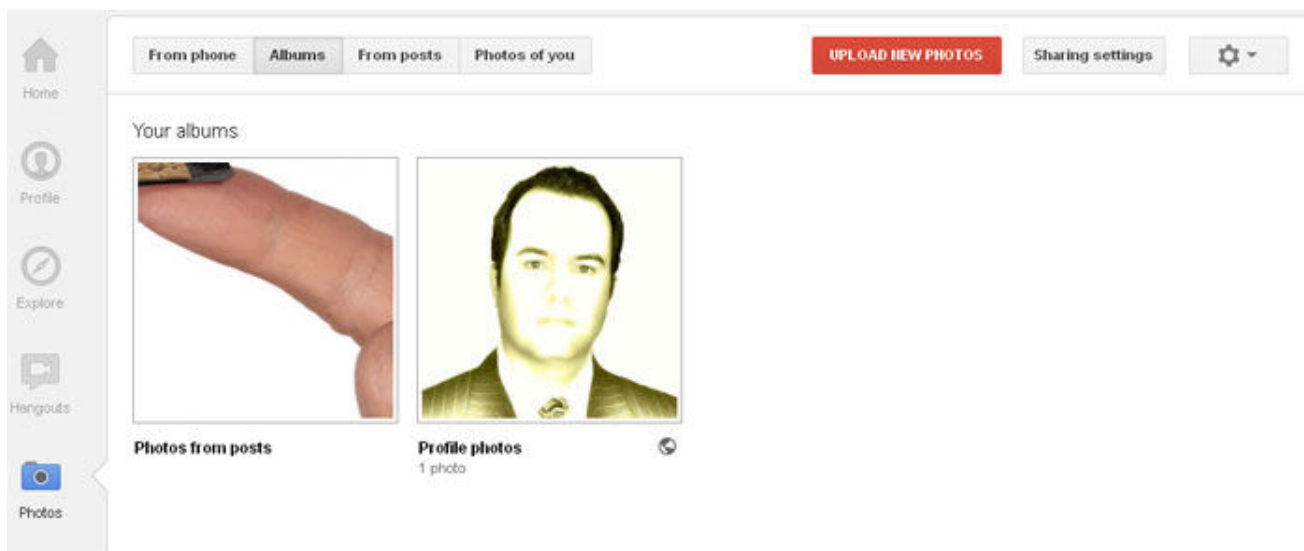 From phone
Albums
From posts
Photos of you
UPLOAD NEW PHOTOS
Sharing settings
Home
Profile
Explore
Hangouts
Photos
Your albums
Photos from posts
Profile photos
1 photo